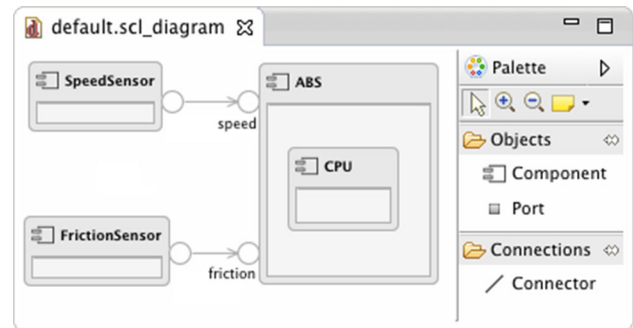 default.scl_diagram
SpeedSensor
speed
ABS
CPU
FrictionSensor
friction
Palette
Objects
Component
Port
Connections
Connector